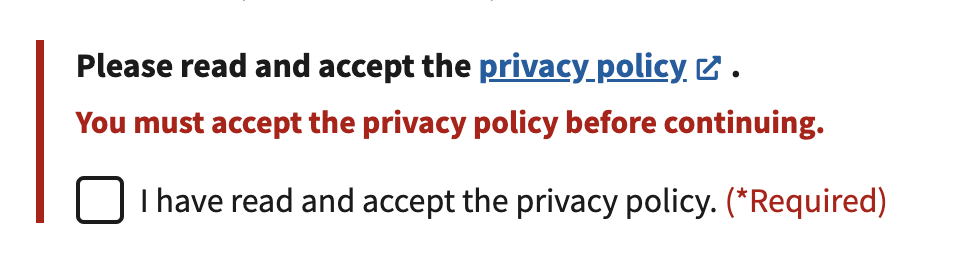 Please read and accept the privacy policy .
You must accept the privacy policy before continuing.
I have read and accept the privacy policy. (*Required)